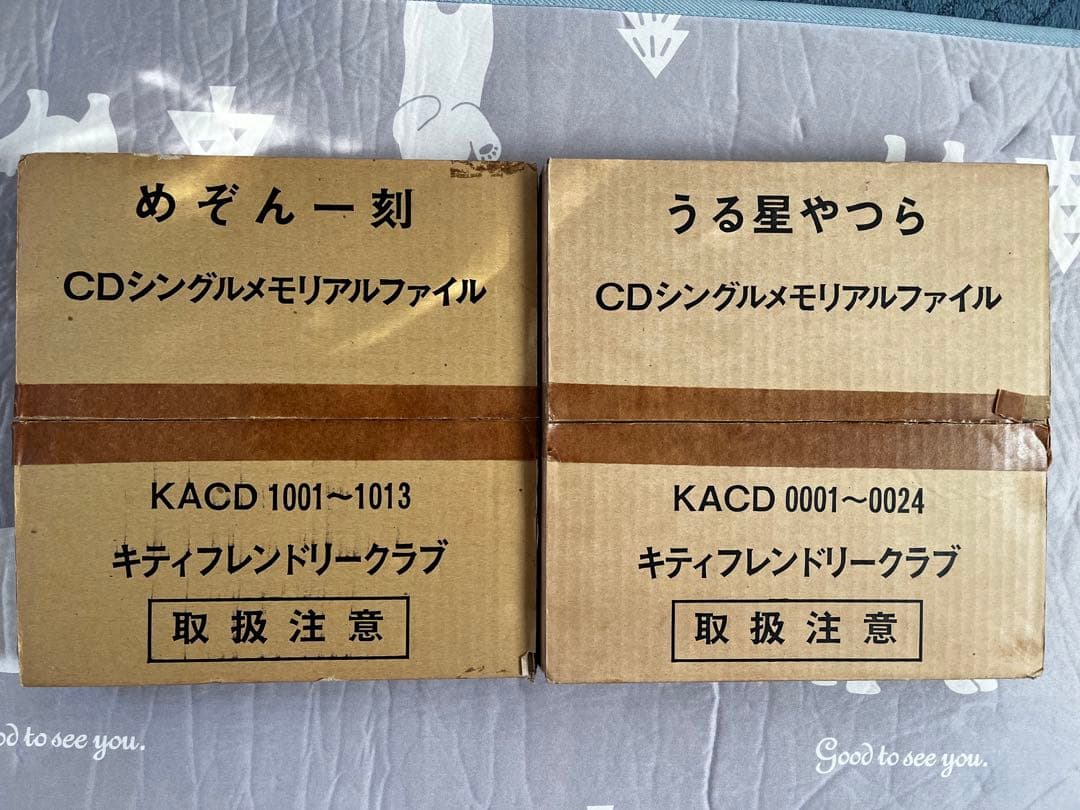 めぞん一刻
CDシングルメモリアルファイル
KACD 1001〜1013
キティフレンドリークラブ
取扱注意
うる星やつら
CDシングルメモリアルファイル
KACD 0001〜0024
キティフレンドリークラブ
取扱注意
od to see you.
Good to see you.